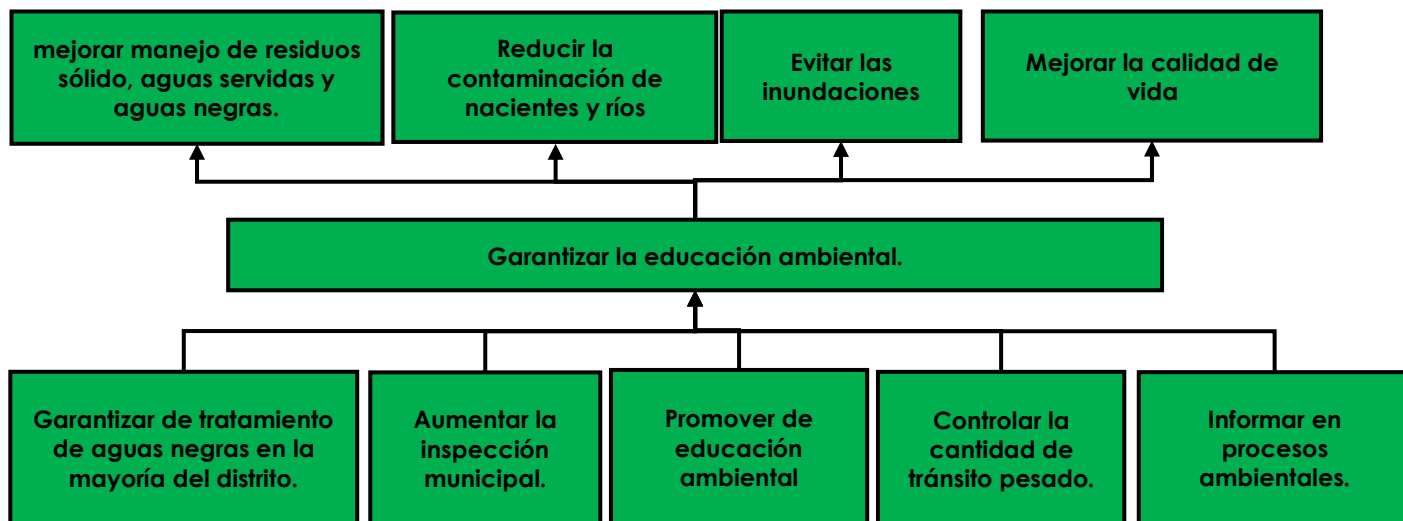 mejorar manejo de residuos
sólido, aguas servidas y
aguas negras.
Reducir la
contaminación de
nacientes y ríos
Evitar las
inundaciones
Mejorar la calidad de
vida
Garantizar la educación ambiental.
Garantizar de tratamiento
de aguas negras en la
mayoría del distrito.
Aumentar la
inspección
municipal.
Promover de
educación
ambiental
Controlar la
cantidad de
tránsito pesado.
Informar en
procesos
ambientales.